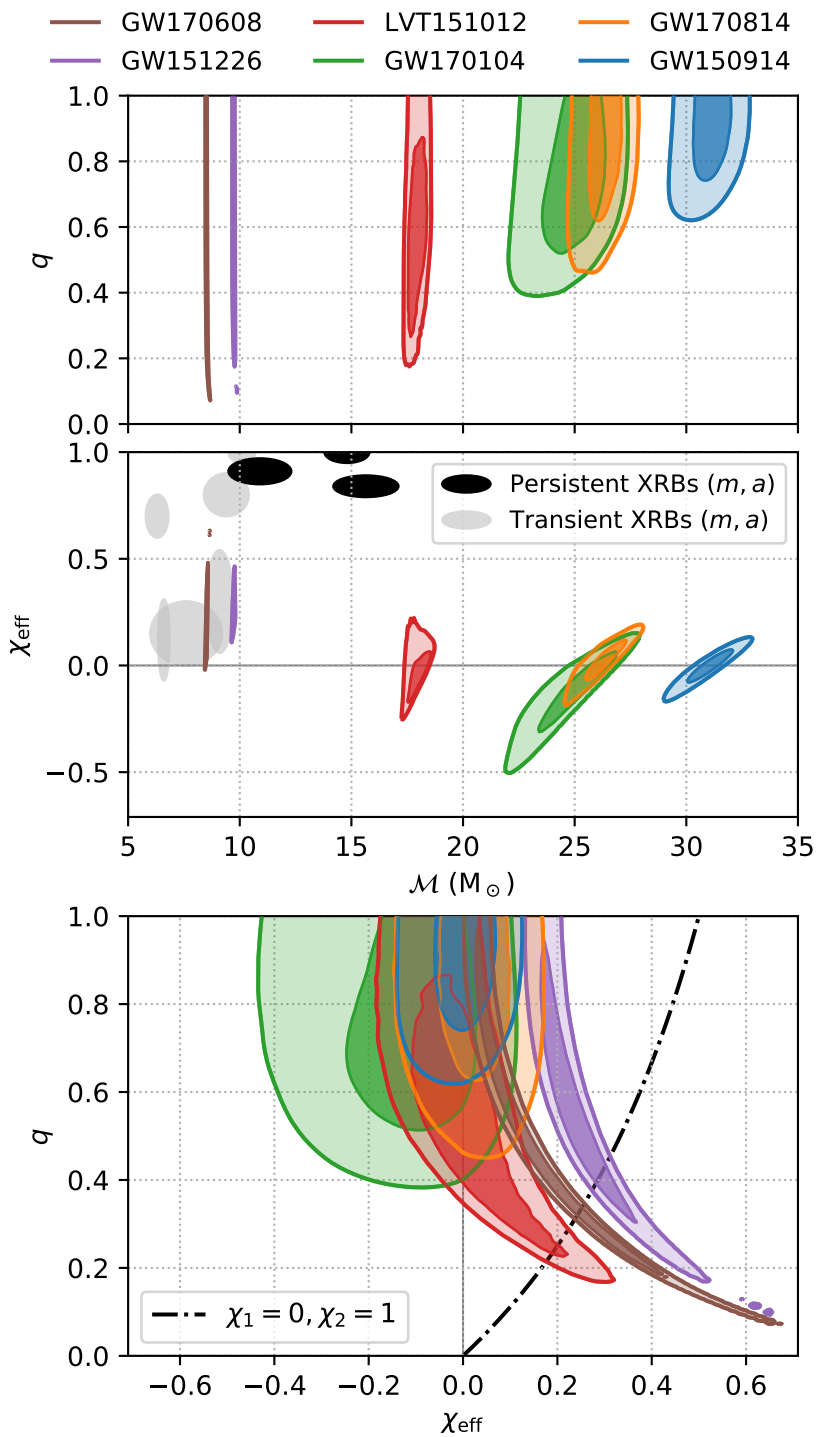 GW170608 LVT151012 GW170814
GW151226 GW170104 GW150914
1.0
0.8
0.6
q
0.4
0.2
0.0
1.0
Persistent XRBs (m, a)
Transient XRBs (m, a)
0.5
χeff
0.0
−0.5
5 10 15 20 25 30 35
ℳ (M⊙)
1.0
0.8
0.6
q
0.4
0.2
χ1 = 0, χ2 = 1
0.0
−0.6 −0.4 −0.2 0.0 0.2 0.4 0.6
χeff